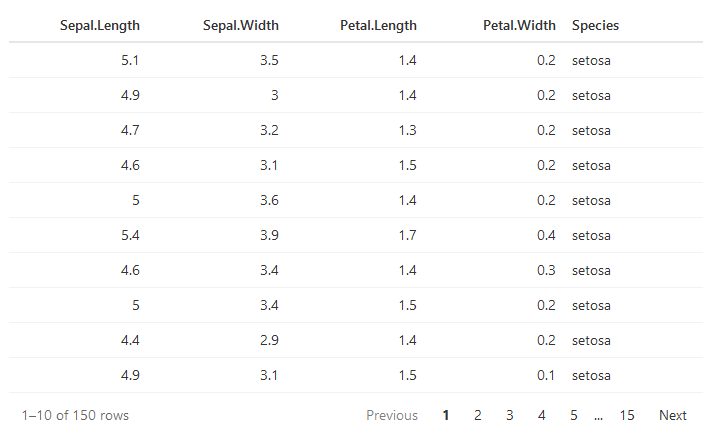 Sepal.Length Sepal.Width Petal.Length Petal.Width Species
5.1 3.5 1.4 0.2 setosa
4.9 3 1.4 0.2 setosa
4.7 3.2 1.3 0.2 setosa
4.6 3.1 1.5 0.2 setosa
5 3.6 1.4 0.2 setosa
5.4 3.9 1.7 0.4 setosa
4.6 3.4 1.4 0.3 setosa
5 3.4 1.5 0.2 setosa
4.4 2.9 1.4 0.2 setosa
4.9 3.1 1.5 0.1 setosa
1–10 of 150 rows Previous 1 2 3 4 5 ... 15 Next